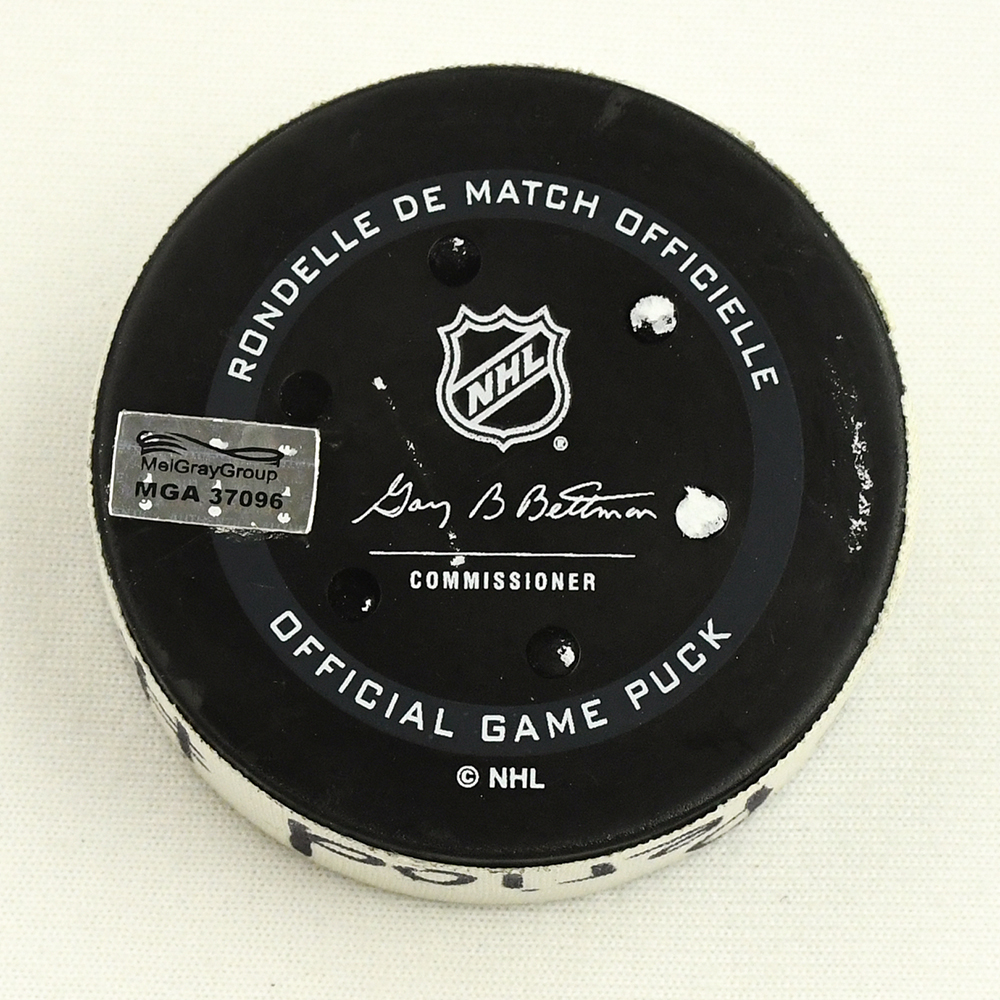 RONDELLE DE MATCH OFFICIELLE
NHL
®
MeiGrayGroup
MGA 37096
Gary B Bettman
COMMISSIONER
OFFICIAL GAME PUCK
© NHL